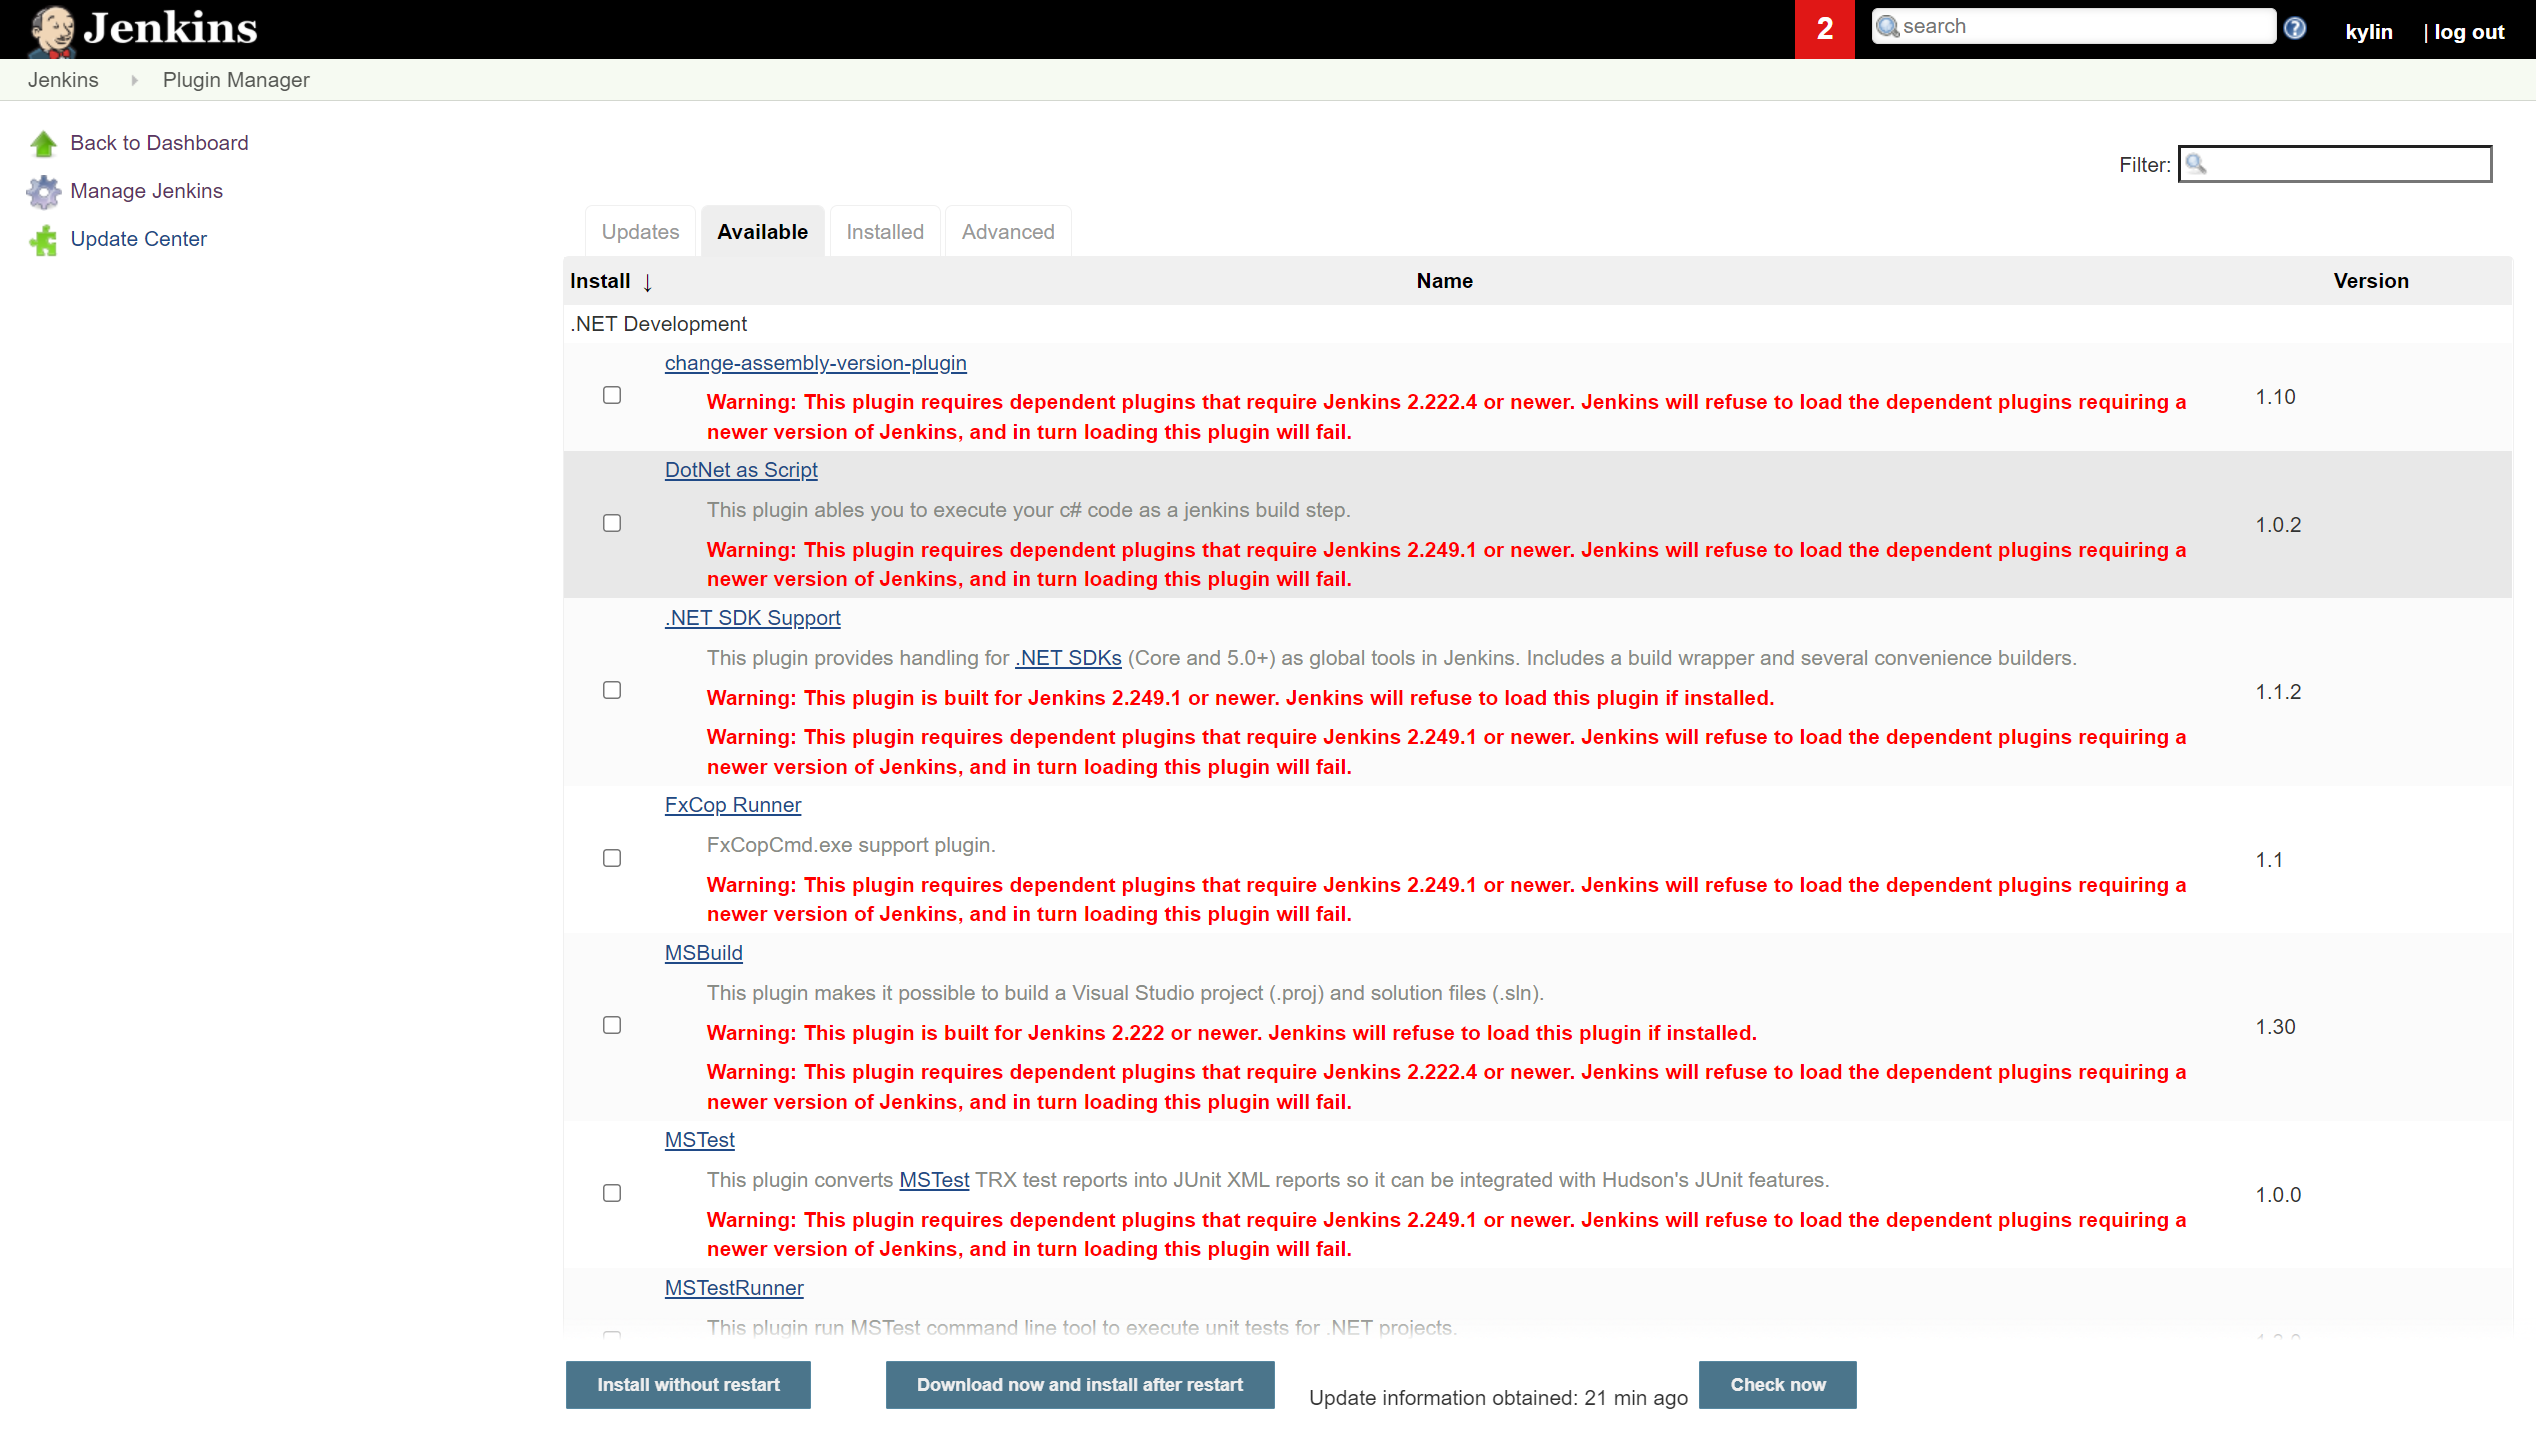 Jenkins
2
search
kylin
| log out
Jenkins
Plugin Manager
Back to Dashboard
Manage Jenkins
Update Center
Filter:
Updates
Available
Installed
Advanced
Install ↓
Name
Version
.NET Development
change-assembly-version-plugin
Warning: This plugin requires dependent plugins that require Jenkins 2.222.4 or newer. Jenkins will refuse to load the dependent plugins requiring a
newer version of Jenkins, and in turn loading this plugin will fail.
1.10
DotNet as Script
This plugin ables you to execute your c# code as a jenkins build step.
Warning: This plugin requires dependent plugins that require Jenkins 2.249.1 or newer. Jenkins will refuse to load the dependent plugins requiring a
newer version of Jenkins, and in turn loading this plugin will fail.
1.0.2
.NET SDK Support
This plugin provides handling for .NET SDKs (Core and 5.0+) as global tools in Jenkins. Includes a build wrapper and several convenience builders.
Warning: This plugin is built for Jenkins 2.249.1 or newer. Jenkins will refuse to load this plugin if installed.
Warning: This plugin requires dependent plugins that require Jenkins 2.249.1 or newer. Jenkins will refuse to load the dependent plugins requiring a
newer version of Jenkins, and in turn loading this plugin will fail.
1.1.2
FxCop Runner
FxCopCmd.exe support plugin.
Warning: This plugin requires dependent plugins that require Jenkins 2.249.1 or newer. Jenkins will refuse to load the dependent plugins requiring a
newer version of Jenkins, and in turn loading this plugin will fail.
1.1
MSBuild
This plugin makes it possible to build a Visual Studio project (.proj) and solution files (.sln).
Warning: This plugin is built for Jenkins 2.222 or newer. Jenkins will refuse to load this plugin if installed.
Warning: This plugin requires dependent plugins that require Jenkins 2.222.4 or newer. Jenkins will refuse to load the dependent plugins requiring a
newer version of Jenkins, and in turn loading this plugin will fail.
1.30
MSTest
This plugin converts MSTest TRX test reports into JUnit XML reports so it can be integrated with Hudson's JUnit features.
Warning: This plugin requires dependent plugins that require Jenkins 2.249.1 or newer. Jenkins will refuse to load the dependent plugins requiring a
newer version of Jenkins, and in turn loading this plugin will fail.
1.0.0
MSTestRunner
This plugin run MSTest command line tool to execute unit tests for .NET projects.
Install without restart
Download now and install after restart
Update information obtained: 21 min ago
Check now